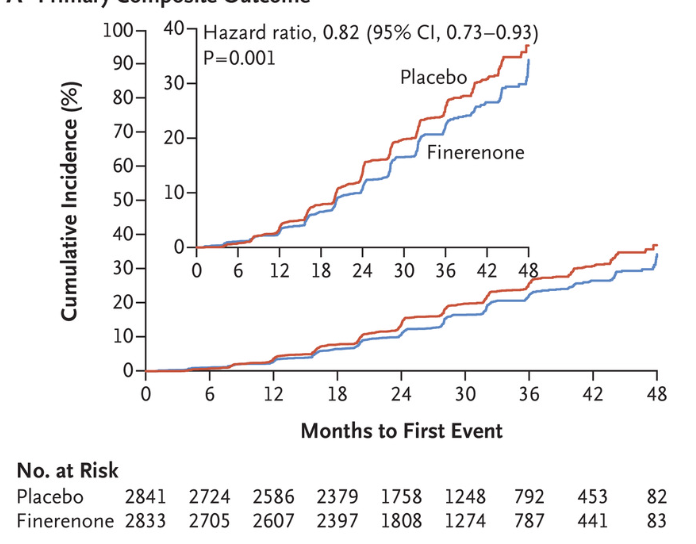 A Primary Composite Outcome
Cumulative Incidence (%)
100
90
80
70
60
50
40
30
20
10
0
0 6 12 18 24 30 36 42 48
Months to First Event
40
30
20
10
0
0 6 12 18 24 30 36 42 48
Hazard ratio, 0.82 (95% CI, 0.73–0.93)
P=0.001
Placebo
Finerenone
No. at Risk
Placebo 2841 2724 2586 2379 1758 1248 792 453 82
Finerenone 2833 2705 2607 2397 1808 1274 787 441 83